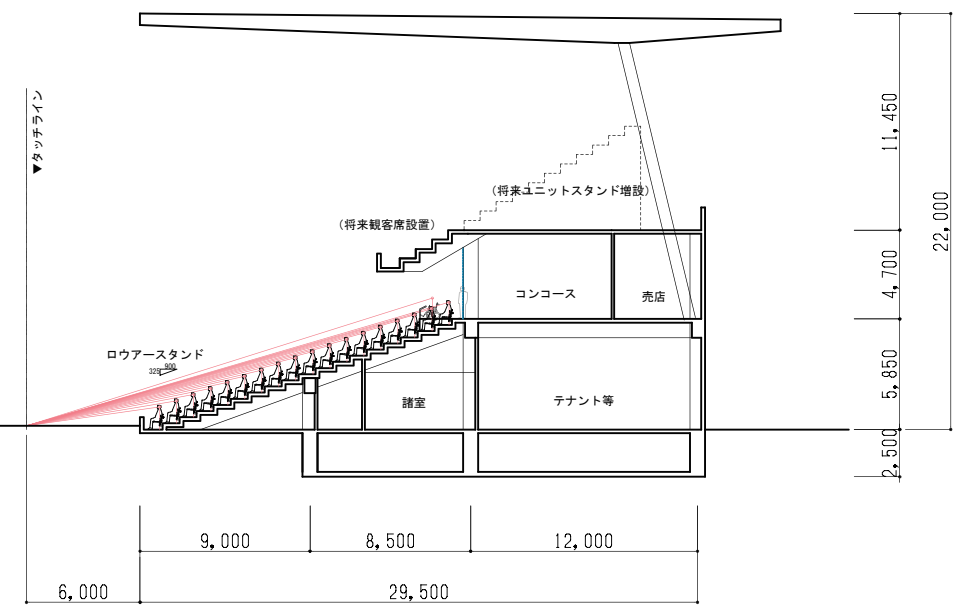 ▼タッチライン
11,450
22,000
(将来ユニットスタンド増設)
(将来観客席設置)
4,700
コンコース
売店
ロウアースタンド
900
325
5,850
諸室
テナント等
2,500
9,000
8,500
12,000
6,000
29,500